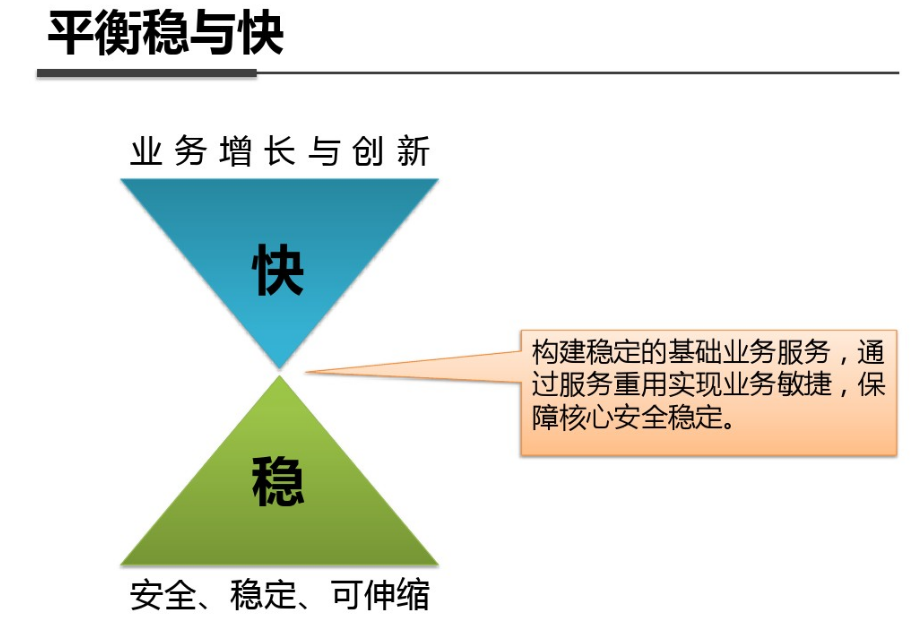 平衡稳与快
业务增长与创新
快
构建稳定的基础业务服务，通
过服务重用实现业务敏捷，保
障核心安全稳定。
稳
安全、稳定、可伸缩